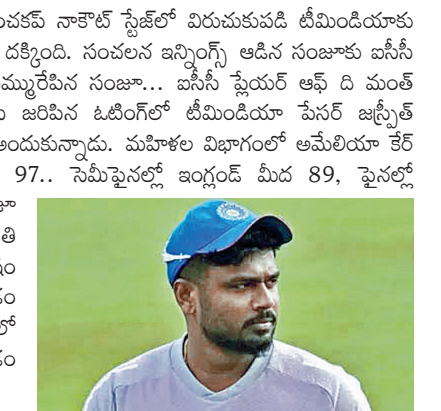 నాకౌట్ స్టేజ్‌లో విరుచుకుపడి టీమిండియాకు
దక్కింది. సంచలన ఇన్నింగ్స్ ఆడిన సంజూకు ఐసీసీ
సంజూ... ఐసీసీ ప్లేయర్ ఆఫ్ ది మంత్
జరిపిన ఓటింగ్‌లో టీమిండియా పేసర్ జస్ప్రీత్
అందుకున్నాడు. మహిళల విభాగంలో అమేలియా కేర్
97.. సెమీఫైనల్లో ఇంగ్లండ్ మీద 89, ఫైనల్లో